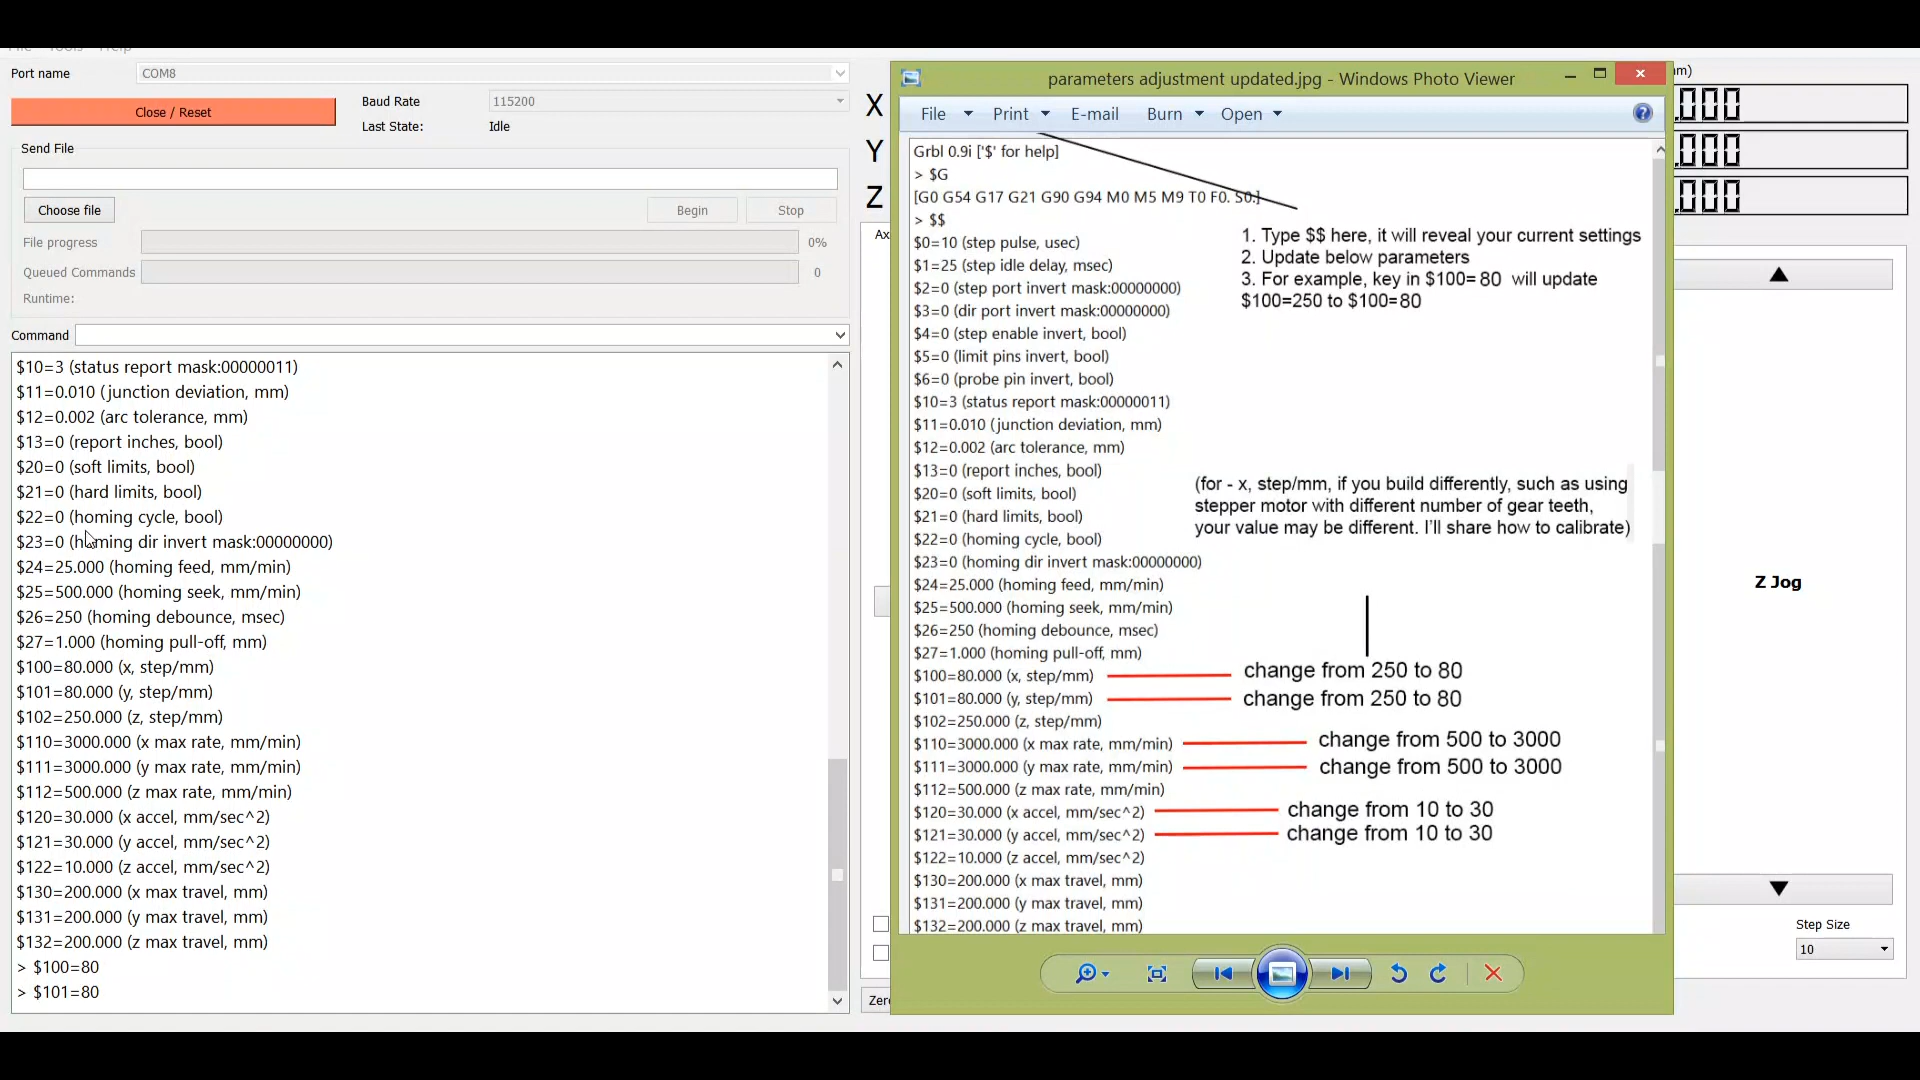 File Tools Help
Port name
COM8
Close / Reset
Baud Rate
115200
Last State:
Idle
Send File
Choose file
Begin
Stop
File progress
0%
Queued Commands
0
Runtime:
Command
$10=3 (status report mask:00000011)
$11=0.010 (junction deviation, mm)
$12=0.002 (arc tolerance, mm)
$13=0 (report inches, bool)
$20=0 (soft limits, bool)
$21=0 (hard limits, bool)
$22=0 (homing cycle, bool)
$23=0 (homing dir invert mask:00000000)
$24=25.000 (homing feed, mm/min)
$25=500.000 (homing seek, mm/min)
$26=250 (homing debounce, msec)
$27=1.000 (homing pull-off, mm)
$100=80.000 (x, step/mm)
$101=80.000 (y, step/mm)
$102=250.000 (z, step/mm)
$110=3000.000 (x max rate, mm/min)
$111=3000.000 (y max rate, mm/min)
$112=500.000 (z max rate, mm/min)
$120=30.000 (x accel, mm/sec^2)
$121=30.000 (y accel, mm/sec^2)
$122=10.000 (z accel, mm/sec^2)
$130=200.000 (x max travel, mm)
$131=200.000 (y max travel, mm)
$132=200.000 (z max travel, mm)
> $100=80
> $101=80
X
Y
Z
parameters adjustment updated.jpg - Windows Photo Viewer
File
Print
E-mail
Burn
Open
Grbl 0.9i ['$' for help]
> $G
[G0 G54 G17 G21 G90 G94 M0 M5 M9 T0 F0. S0.]
> $$
$0=10 (step pulse, usec)
$1=25 (step idle delay, msec)
$2=0 (step port invert mask:00000000)
$3=0 (dir port invert mask:00000000)
$4=0 (step enable invert, bool)
$5=0 (limit pins invert, bool)
$6=0 (probe pin invert, bool)
$10=3 (status report mask:00000011)
$11=0.010 (junction deviation, mm)
$12=0.002 (arc tolerance, mm)
$13=0 (report inches, bool)
$20=0 (soft limits, bool)
$21=0 (hard limits, bool)
$22=0 (homing cycle, bool)
$23=0 (homing dir invert mask:00000000)
$24=25.000 (homing feed, mm/min)
$25=500.000 (homing seek, mm/min)
$26=250 (homing debounce, msec)
$27=1.000 (homing pull-off, mm)
$100=80.000 (x, step/mm)
$101=80.000 (y, step/mm)
$102=250.000 (z, step/mm)
$110=3000.000 (x max rate, mm/min)
$111=3000.000 (y max rate, mm/min)
$112=500.000 (z max rate, mm/min)
$120=30.000 (x accel, mm/sec^2)
$121=30.000 (y accel, mm/sec^2)
$122=10.000 (z accel, mm/sec^2)
$130=200.000 (x max travel, mm)
$131=200.000 (y max travel, mm)
$132=200.000 (z max travel, mm)
1. Type $$ here, it will reveal your current settings
2. Update below parameters
3. For example, key in $100= 80 will update
$100=250 to $100=80
(for - x, step/mm, if you build differently, such as using
stepper motor with different number of gear teeth,
your value may be different. I'll share how to calibrate)
change from 250 to 80
change from 250 to 80
change from 500 to 3000
change from 500 to 3000
change from 10 to 30
change from 10 to 30
.000
.000
.000
Z Jog
Step Size
10